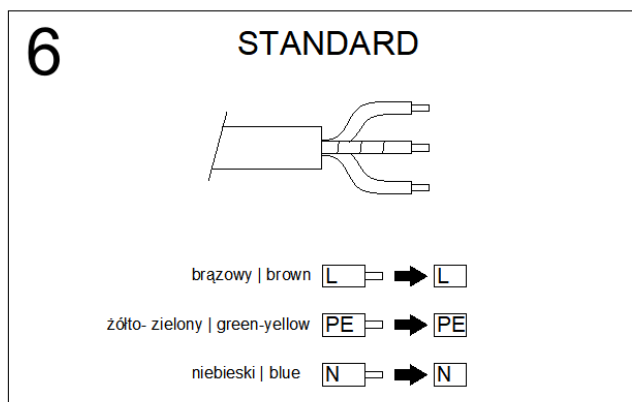 6
STANDARD
brązowy | brown L L
żółto- zielony | green-yellow PE PE
niebieski | blue N N